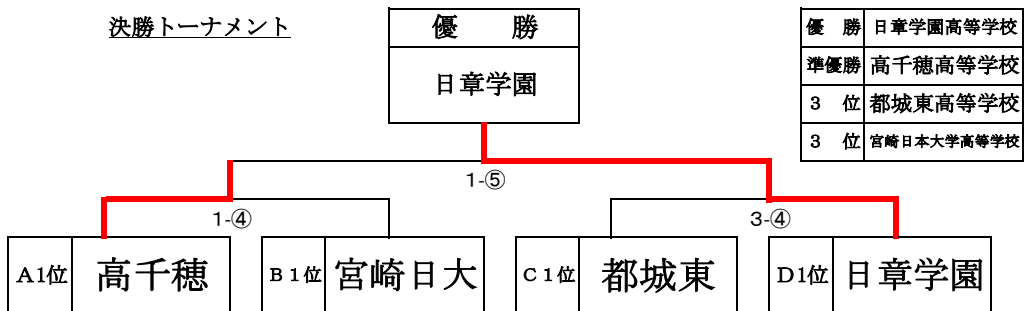 決勝トーナメント
優　勝
日章学園
優　勝 日章学園高等学校
準優勝 高千穂高等学校
３　位 都城東高等学校
３　位 宮崎日本大学高等学校
1-⑤
1-④
3-④
A1位 高千穂
B1位 宮崎日大
C1位 都城東
D1位 日章学園